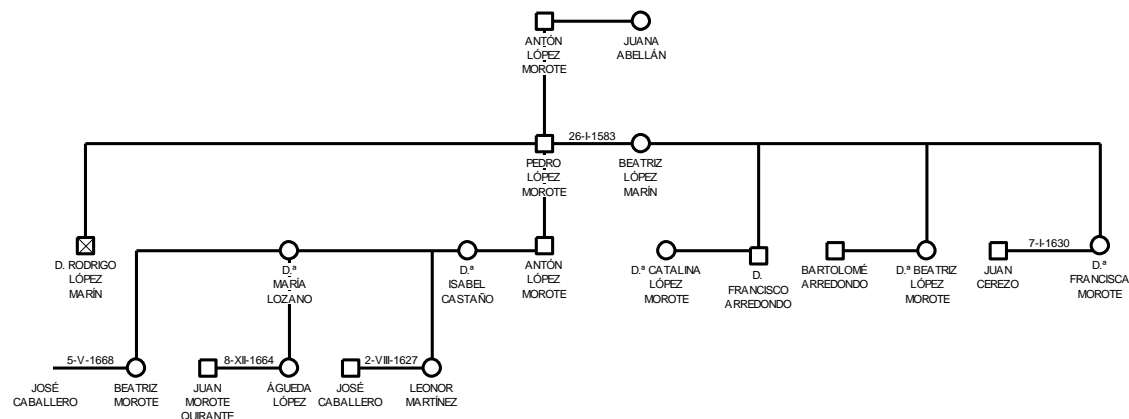 ANTÓN
LÓPEZ
MOROTE
JUANA
ABELLÁN
26-I-1583
PEDRO
LÓPEZ
MOROTE
BEATRIZ
LÓPEZ
MARÍN
D. RODRIGO
LÓPEZ
MARÍN
D.ª
MARÍA
LOZANO
D.ª
ISABEL
CASTAÑO
ANTÓN
LÓPEZ
MOROTE
D.ª CATALINA
LÓPEZ
MOROTE
D.
FRANCISCO
ARREDONDO
BARTOLOMÉ
ARREDONDO
D.ª BEATRIZ
LÓPEZ
MOROTE
7-I-1630
JUAN
CEREZO
D.ª
FRANCISCA
MOROTE
5-V-1668
JOSÉ
CABALLERO
BEATRIZ
MOROTE
8-XII-1664
JUAN
MOROTE
QUIRANTE
ÁGUEDA
LÓPEZ
2-VIII-1627
JOSÉ
CABALLERO
LEONOR
MARTÍNEZ